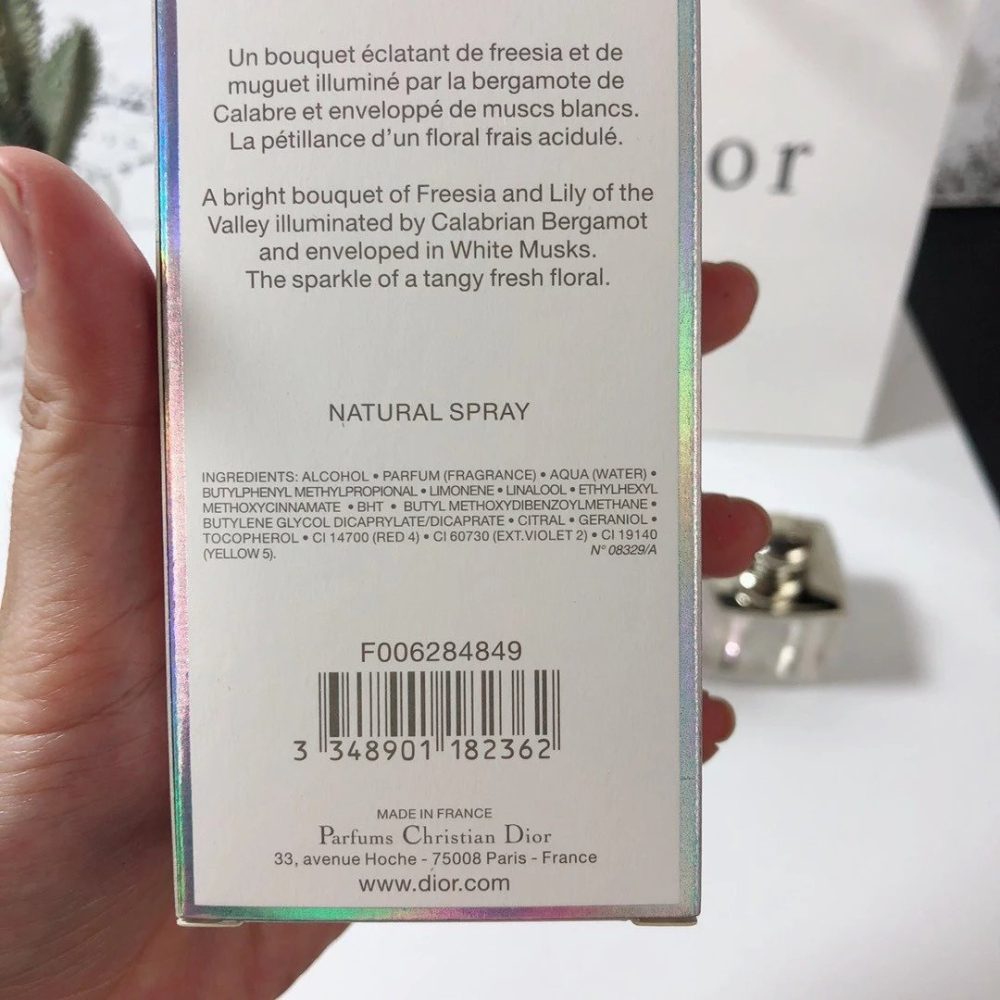 Un bouquet éclatant de freesia et de
muguet illuminé par la bergamote de
Calabre et enveloppé de muscs blancs.
La pétillance d'un floral frais acidulé.
A bright bouquet of Freesia and Lily of the
Valley illuminated by Calabrian Bergamot
and enveloped in White Musks.
The sparkle of a tangy fresh floral.
NATURAL SPRAY
INGREDIENTS: ALCOHOL • PARFUM (FRAGRANCE) • AQUA (WATER) •
BUTYLPHENYL METHYLPROPIONAL • LIMONENE • LINALOOL • ETHYLHEXYL
METHOXYCINNAMATE • BHT • BUTYL METHOXYDIBENZOYLMETHANE •
BUTYLENE GLYCOL DICAPRYLATE/DICAPRATE • CITRAL • GERANIOL •
TOCOPHEROL • CI 14700 (RED 4) • CI 60730 (EXT.VIOLET 2) • CI 19140
(YELLOW 5). N° 08329/A
F006284849
3 348901 182362
MADE IN FRANCE
Parfums Christian Dior
33, avenue Hoche - 75008 Paris - France
www.dior.com
or